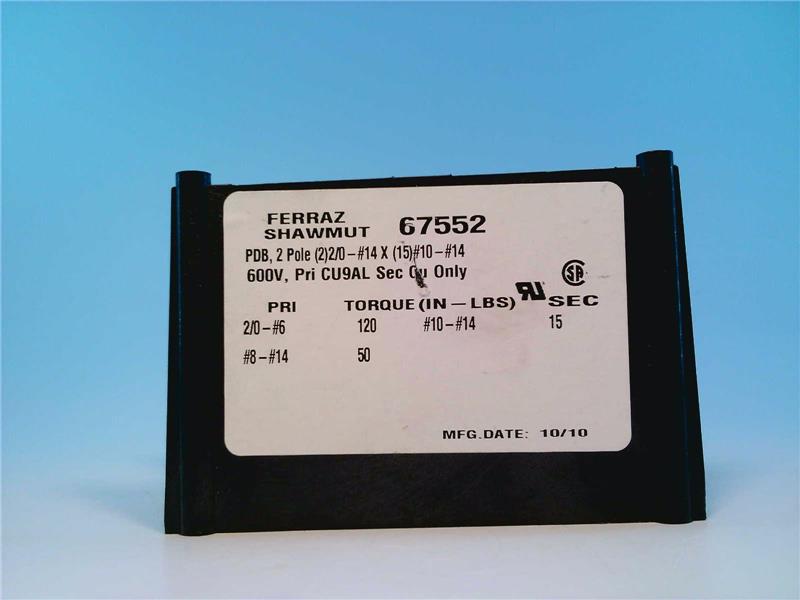 FERRAZ SHAWMUT 67552
PDB, 2 Pole (2)2/0-#14 X (15)#10-#14
600V, Pri CU9AL Sec Cu Only
PRI TORQUE(IN-LBS) SEC
2/0-#6 120 #10-#14 15
#8-#14 50
MFG.DATE: 10/10